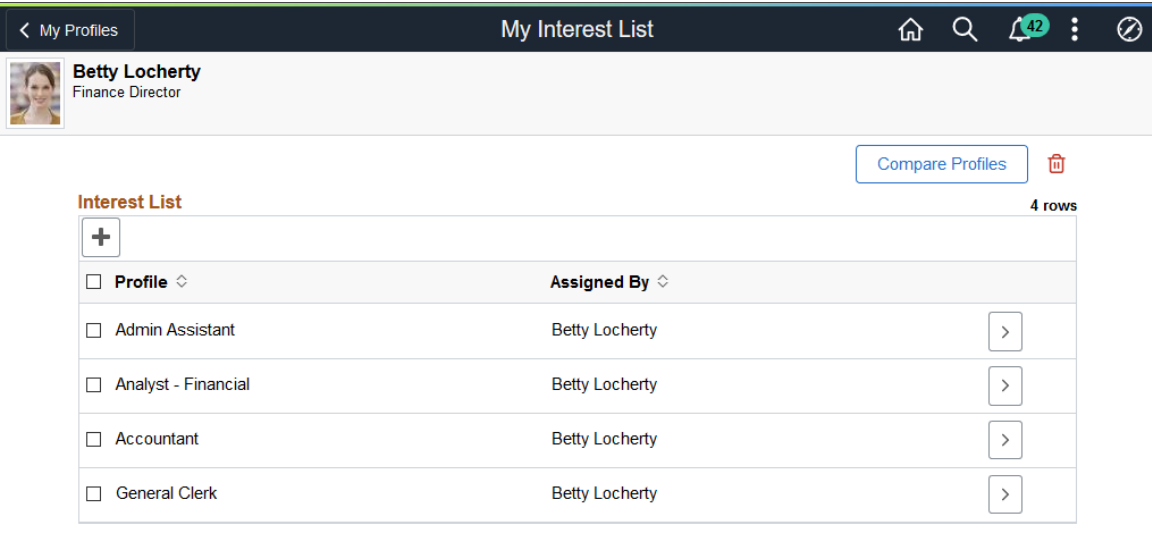 My Profiles
My Interest List
42
Betty Locherty
Finance Director
Compare Profiles
Interest List
4 rows
Profile Assigned By
Admin Assistant Betty Locherty
Analyst - Financial Betty Locherty
Accountant Betty Locherty
General Clerk Betty Locherty